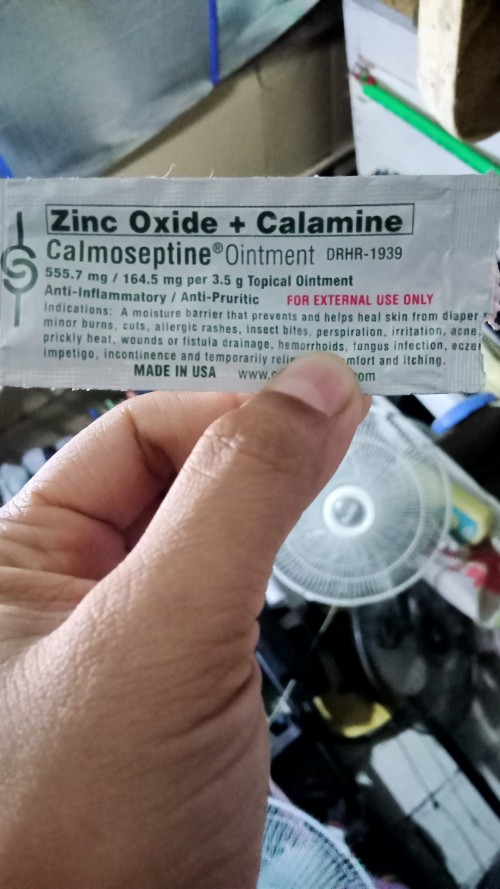 Zinc Oxide + Calamine
Calmoseptine® Ointment DRHR-1939
555.7 mg / 164.5 mg per 3.5 g Topical Ointment
Anti-Inflammatory / Anti-Pruritic FOR EXTERNAL USE ONLY
Indications: A moisture barrier that prevents and helps heal skin from diaper
minor burns, cuts, allergic rashes, insect bites, perspiration, irritation, acne
prickly heat, wounds or fistula drainage, hemorrhoids, fungus infection,
impetigo, incontinence and temporarily and itching.
MADE IN USA